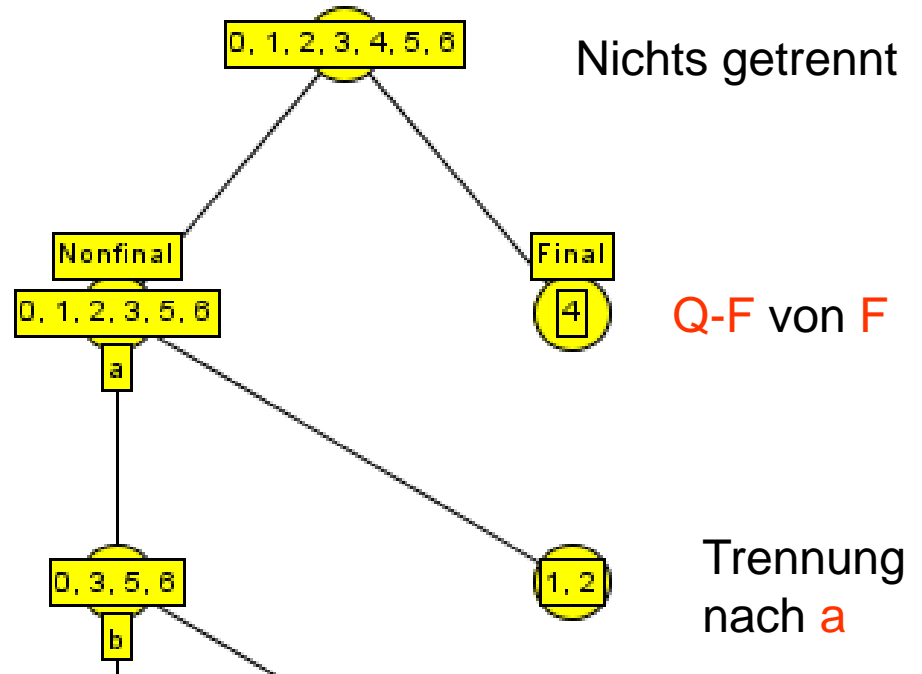 0, 1, 2, 3, 4, 5, 6
Nichts getrennt
Nonfinal
Final
0, 1, 2, 3, 5, 6
4
Q-F von F
a
0, 3, 5, 6
1, 2
Trennung
nach a
b